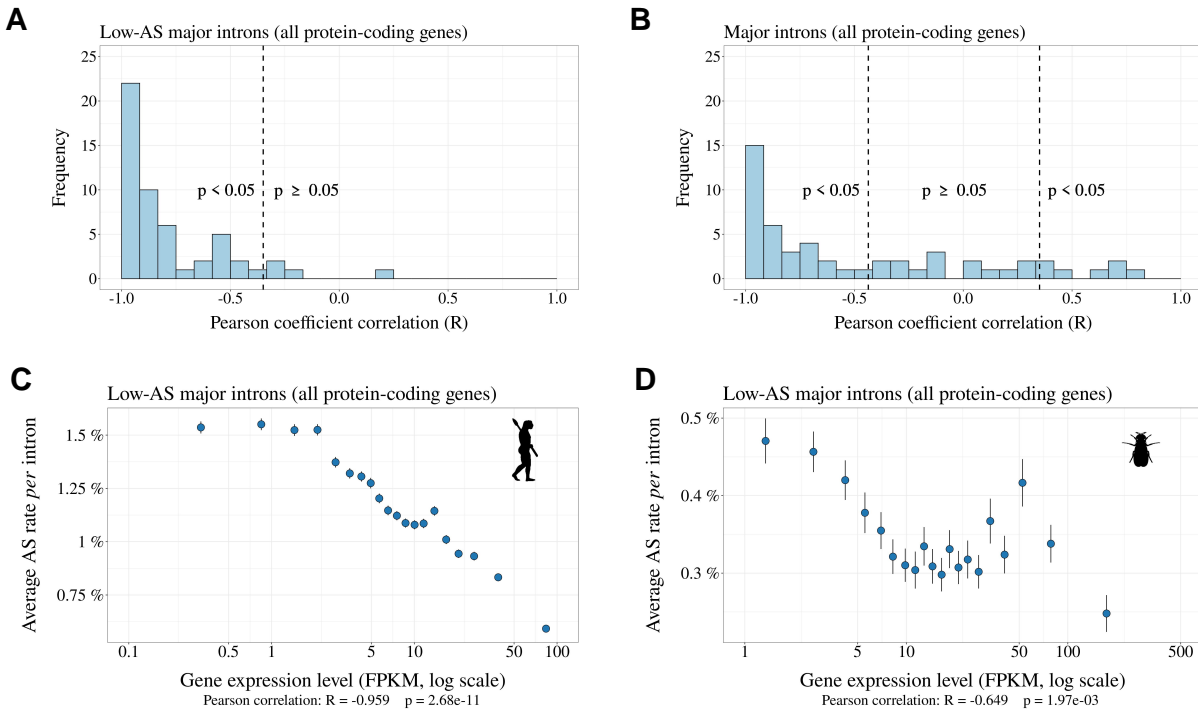 A
Low-AS major introns (all protein-coding genes)
25
20
15
10
5
0
Frequency
p < 0.05
p ≥ 0.05
-1.0
-0.5
0.0
0.5
1.0
Pearson coefficient correlation (R)
B
Major introns (all protein-coding genes)
25
20
15
10
5
0
Frequency
p < 0.05
p ≥ 0.05
p < 0.05
-1.0
-0.5
0.0
0.5
1.0
Pearson coefficient correlation (R)
C
Low-AS major introns (all protein-coding genes)
1.5 %
1.25 %
1 %
0.75 %
Average AS rate per intron
0.1
0.5
1
5
10
50
100
Gene expression level (FPKM, log scale)
Pearson correlation: R = -0.959 p = 2.68e-11
D
Low-AS major introns (all protein-coding genes)
0.5 %
0.4 %
0.3 %
Average AS rate per intron
1
5
10
50
100
500
Gene expression level (FPKM, log scale)
Pearson correlation: R = -0.649 p = 1.97e-03